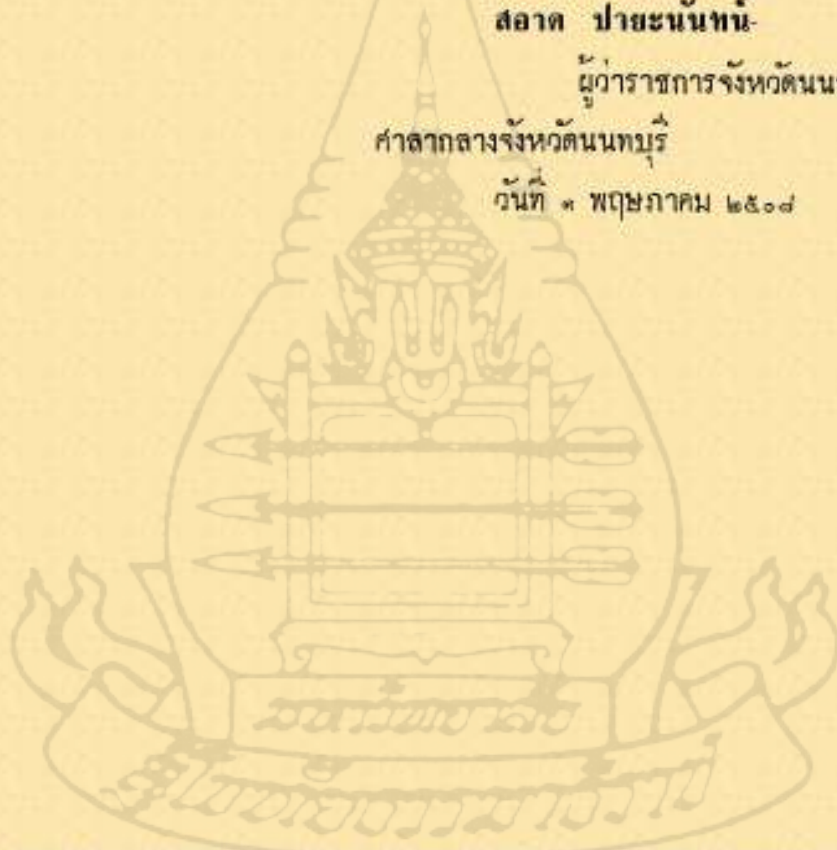 สอาด ปายะนันทน์
ผู้ว่าราชการจังหวัดนน
ศาลากลางจังหวัดนนทบุรี
วันที่ ๑ พฤษภาคม ๒๕๐๘